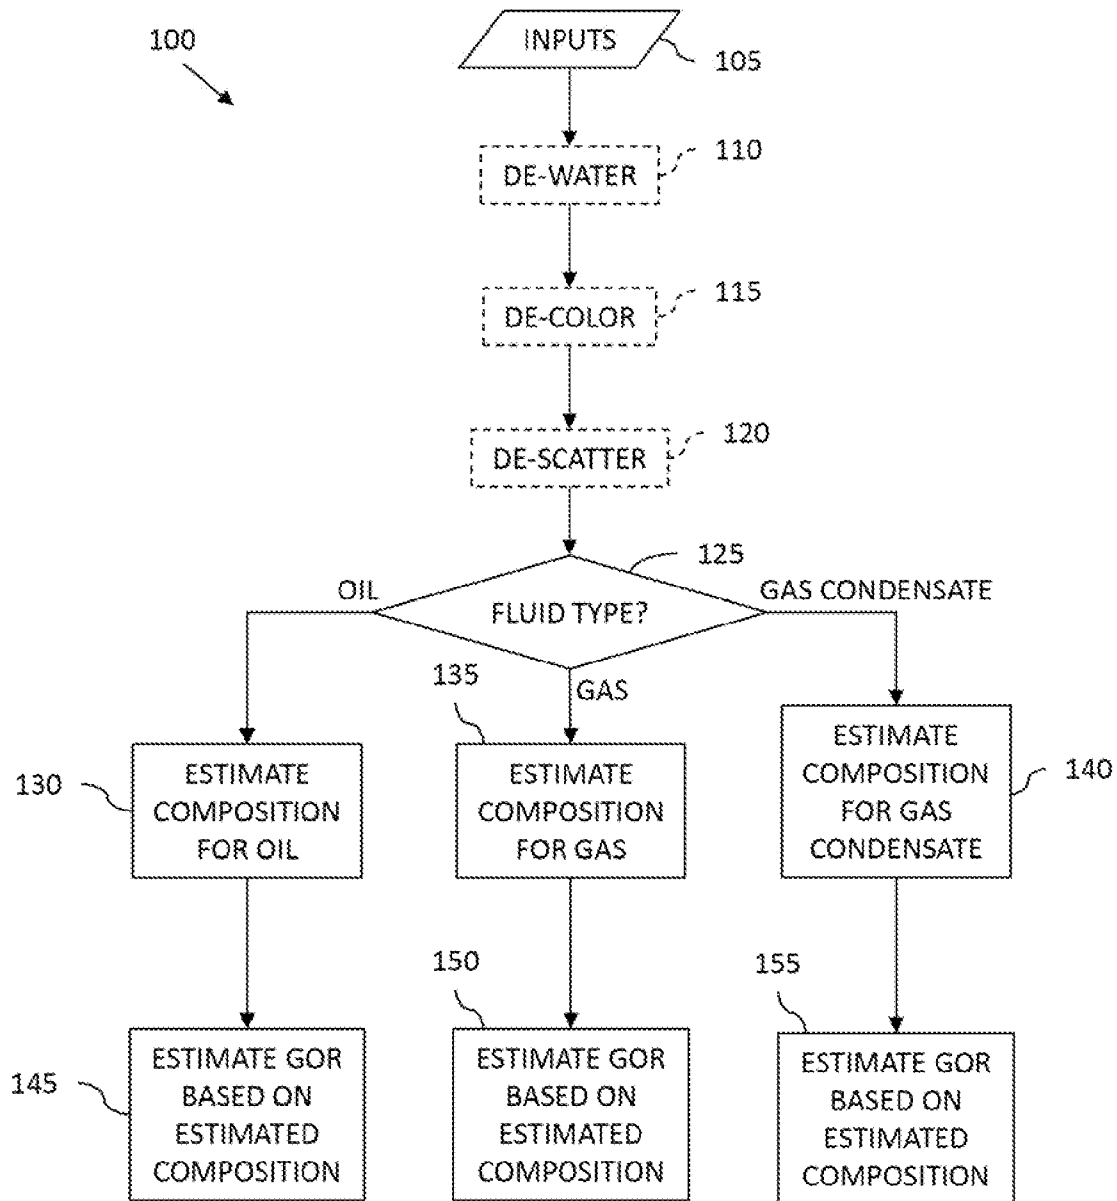 100
INPUTS
105
DE-WATER
110
DE-COLOR
115
DE-SCATTER
120
125
OIL
FLUID TYPE?
GAS CONDENSATE
GAS
130
ESTIMATE
COMPOSITION
FOR OIL
135
ESTIMATE
COMPOSITION
FOR GAS
ESTIMATE
COMPOSITION
FOR GAS
CONDENSATE
140
145
ESTIMATE GOR
BASED ON
ESTIMATED
COMPOSITION
150
ESTIMATE GOR
BASED ON
ESTIMATED
COMPOSITION
155
ESTIMATE GOR
BASED ON
ESTIMATED
COMPOSITION